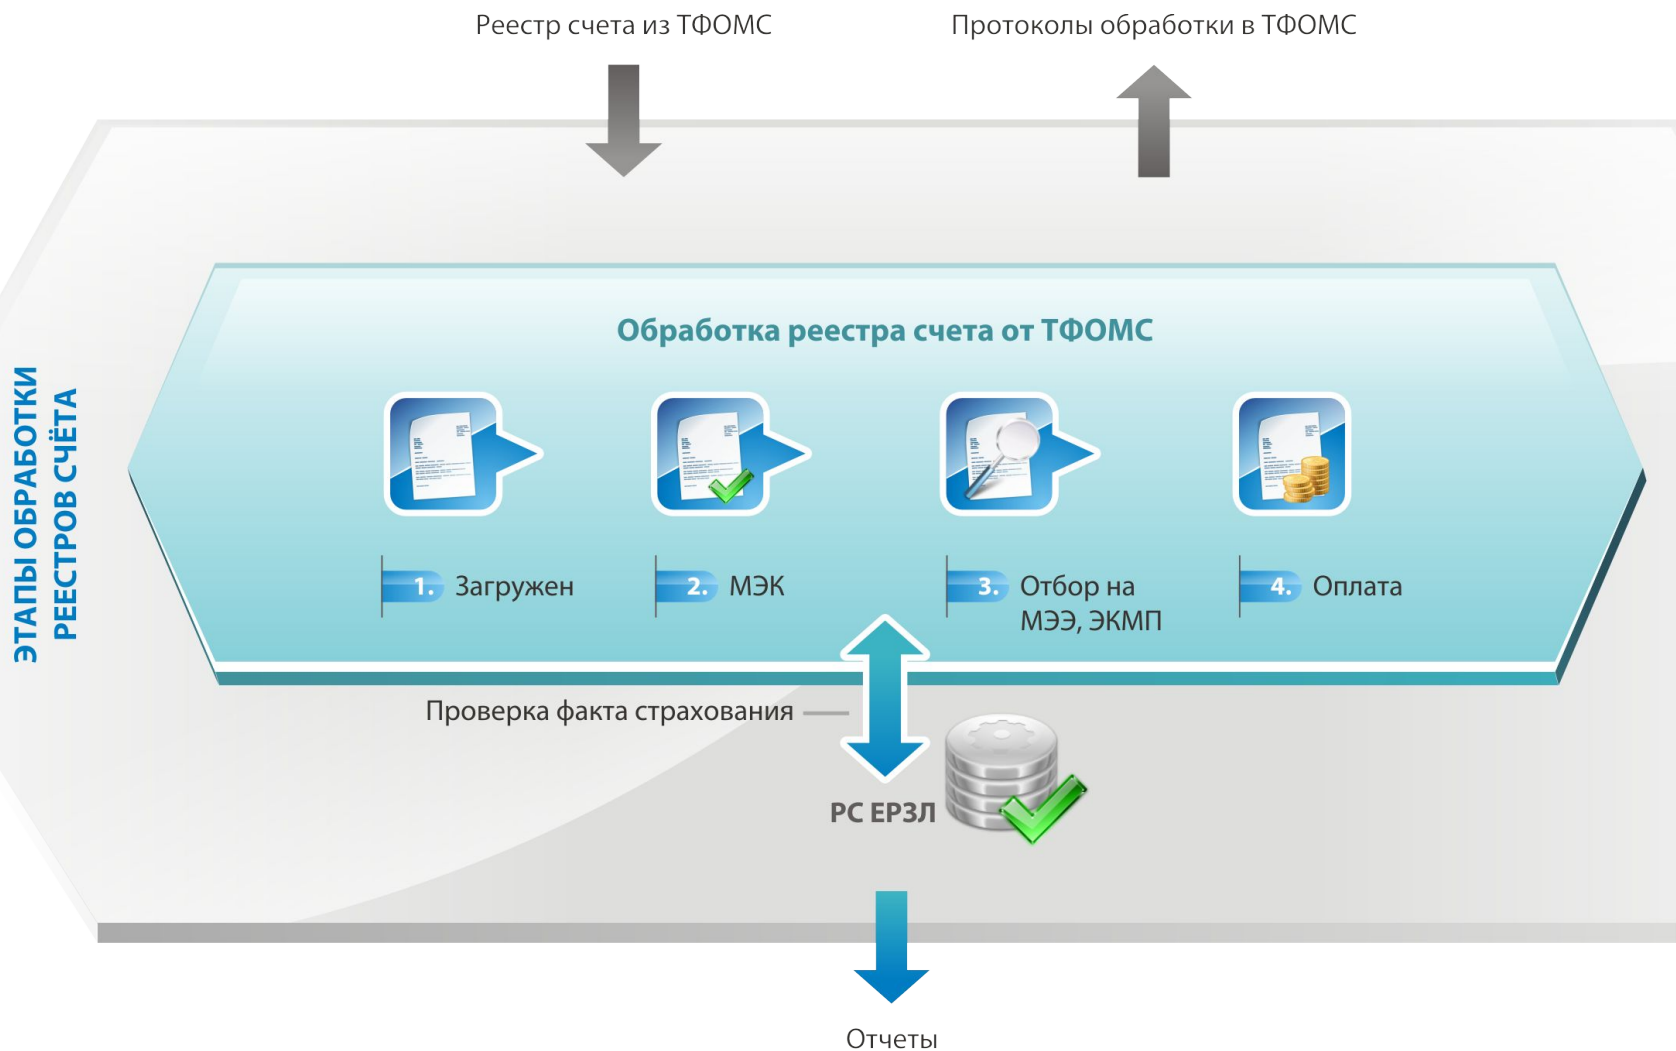 Реестр счета из ТФОМС
Протоколы обработки в ТФОМС
ЭТАПЫ ОБРАБОТКИ
РЕЕСТРОВ СЧЁТА
Обработка реестра счета от ТФОМС
1. Загружен
2. МЭК
3. Отбор на
МЭЭ, ЭКМП
4. Оплата
Проверка факта страхования
РС ЕРЗЛ
Отчеты